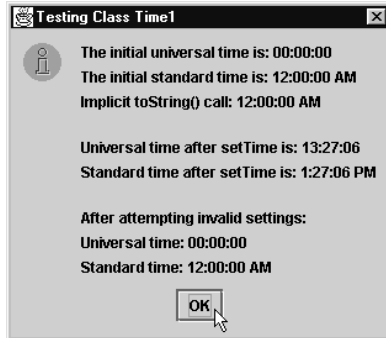 Testing Class Time1
The initial universal time is: 00:00:00
The initial standard time is: 12:00:00 AM
Implicit toString() call: 12:00:00 AM
Universal time after setTime is: 13:27:06
Standard time after setTime is: 1:27:06 PM
After attempting invalid settings:
Universal time: 00:00:00
Standard time: 12:00:00 AM
OK